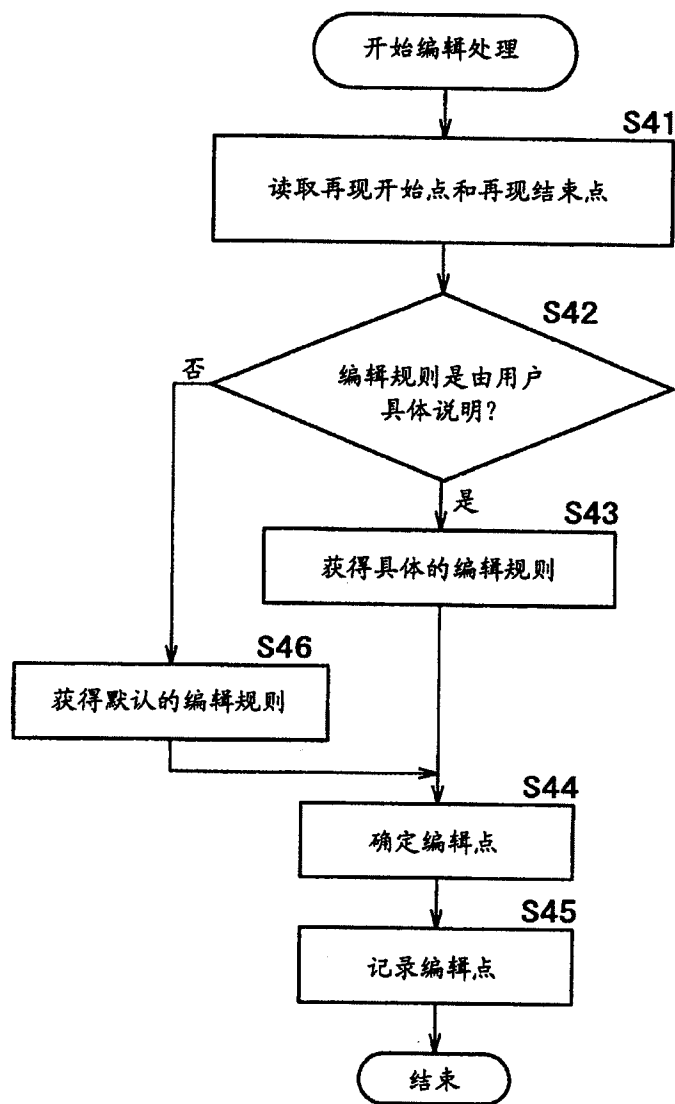 开始编辑处理
S41
读取再现开始点和再现结束点
S42
编辑规则是由用户
具体说明?
否
是
S43
获得具体的编辑规则
S46
获得默认的编辑规则
S44
确定编辑点
S45
记录编辑点
结束